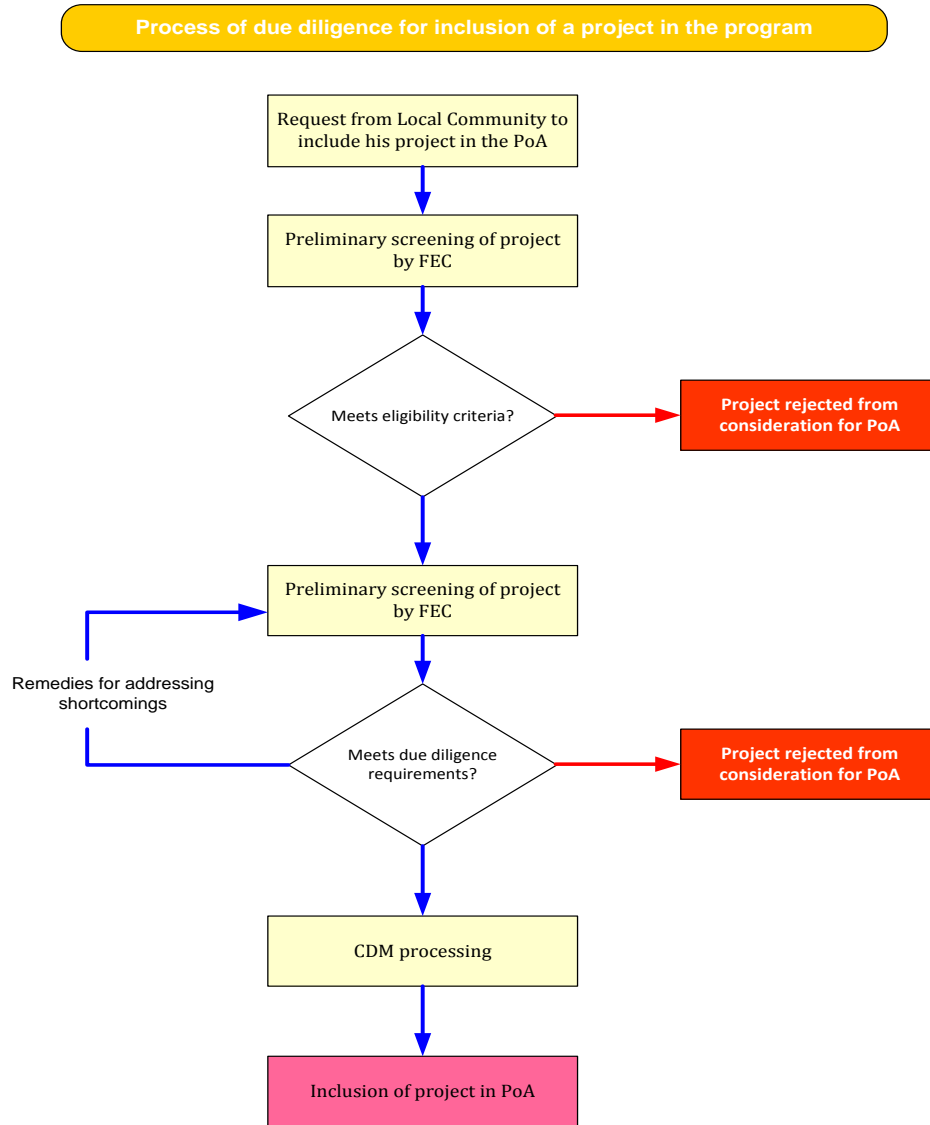 Process of due diligence for inclusion of a project in the program
Request from Local Community to
include his project in the PoA
Preliminary screening of project
by FEC
Meets eligibility criteria?
Project rejected from
consideration for PoA
Preliminary screening of project
by FEC
Remedies for addressing
shortcomings
Meets due diligence
requirements?
Project rejected from
consideration for PoA
CDM processing
Inclusion of project in PoA